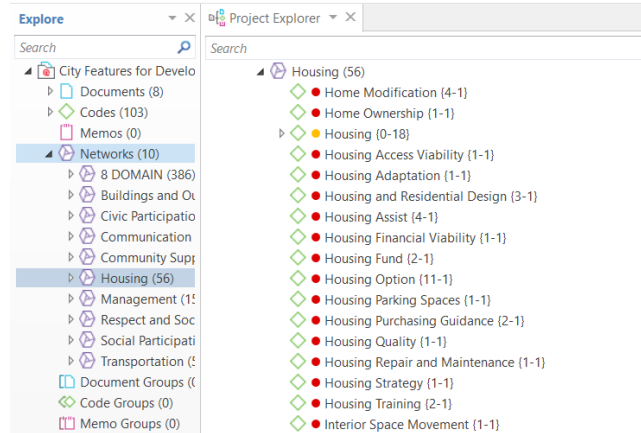 Explore
Search
City Features for Develo
Documents (8)
Codes (103)
Memos (0)
Networks (10)
8 DOMAIN (386)
Buildings and Ou
Civic Participatio
Communication
Community Supp
Housing (56)
Management (15
Respect and Soc
Social Participati
Transportation (5
Document Groups (0
Code Groups (0)
Memo Groups (0)
Project Explorer
Search
Housing (56)
Home Modification {4-1}
Home Ownership {1-1}
Housing {0-18}
Housing Access Viability {1-1}
Housing Adaptation {1-1}
Housing and Residential Design {3-1}
Housing Assist {4-1}
Housing Financial Viability {1-1}
Housing Fund {2-1}
Housing Option {11-1}
Housing Parking Spaces {1-1}
Housing Purchasing Guidance {2-1}
Housing Quality {1-1}
Housing Repair and Maintenance {1-1}
Housing Strategy {1-1}
Housing Training {2-1}
Interior Space Movement {1-1}